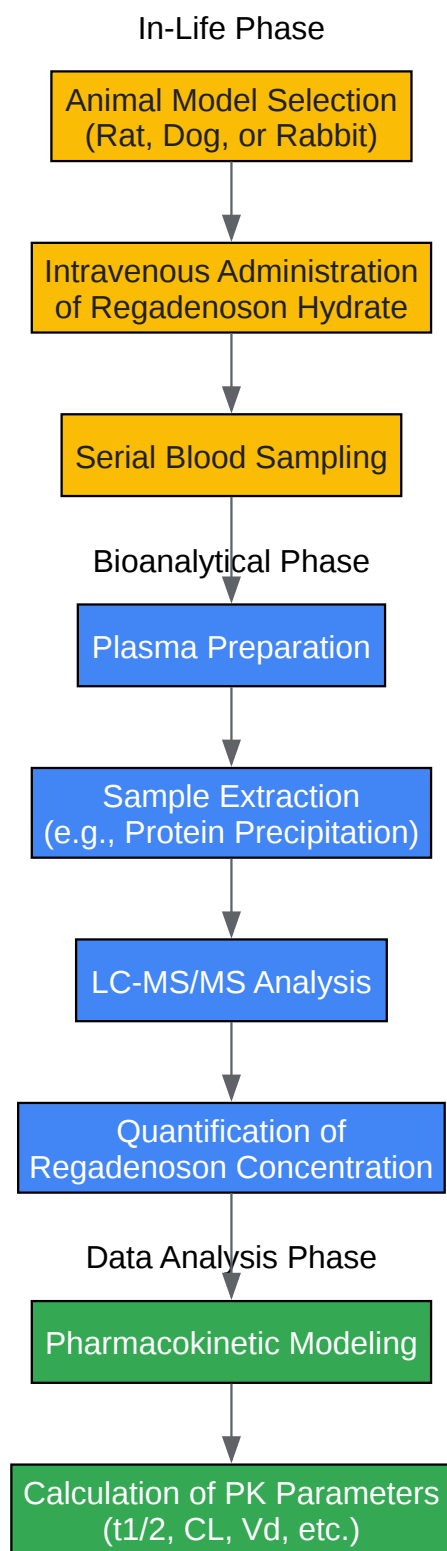 In-Life Phase
Animal Model Selection
(Rat, Dog, or Rabbit)
Intravenous Administration
of Regadenoson Hydrate
Serial Blood Sampling
Bioanalytical Phase
Plasma Preparation
Sample Extraction
(e.g., Protein Precipitation)
LC-MS/MS Analysis
Quantification of
Regadenoson Concentration
Data Analysis Phase
Pharmacokinetic Modeling
Calculation of PK Parameters
(t1/2, CL, Vd, etc.)